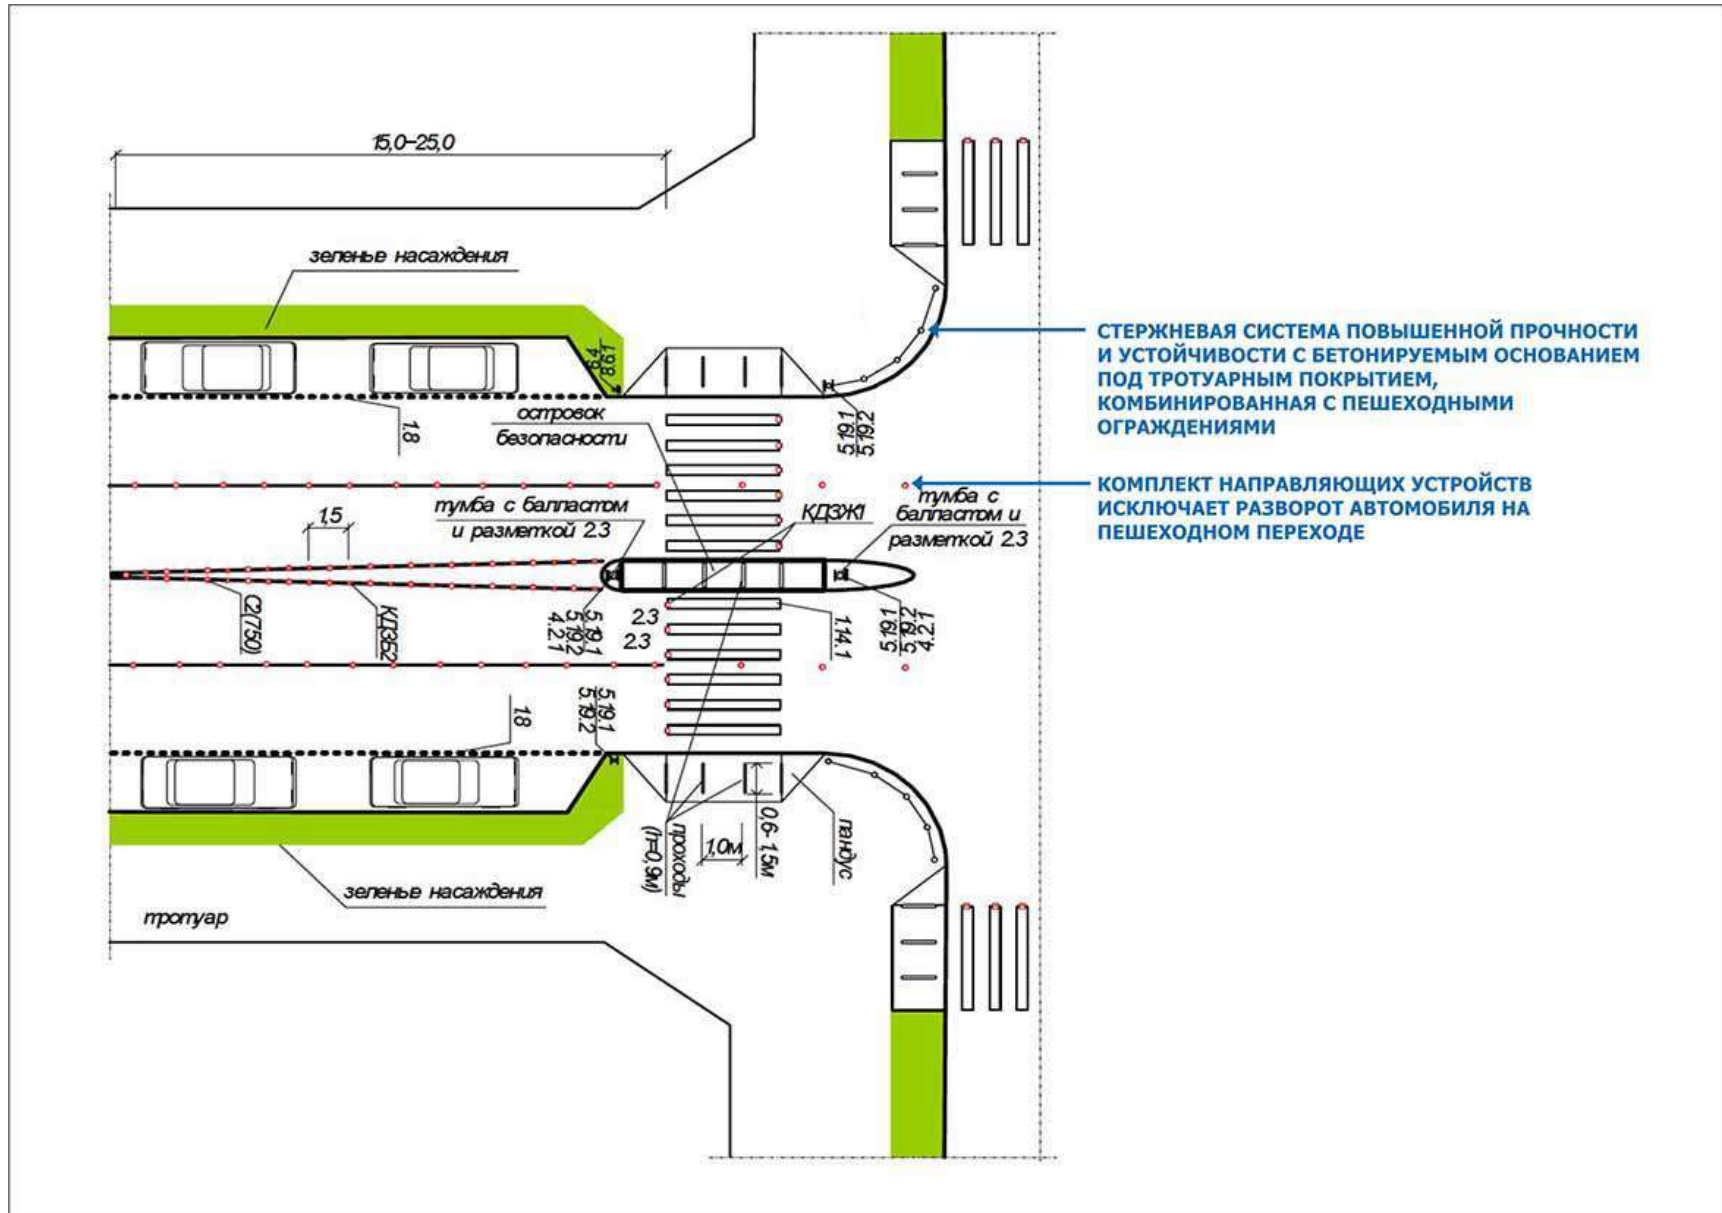 15,0-25,0
зеленые насаждения
6.4
8.6.1
1.8
островок
безопасности
5.19.1
5.19.2
СТЕРЖНЕВАЯ СИСТЕМА ПОВЫШЕННОЙ ПРОЧНОСТИ
И УСТОЙЧИВОСТИ С БЕТОНИРУЕМЫМ ОСНОВАНИЕМ
ПОД ТРОТУАРНЫМ ПОКРЫТИЕМ,
КОМБИНИРОВАННАЯ С ПЕШЕХОДНЫМИ
ОГРАЖДЕНИЯМИ
КОМПЛЕКТ НАПРАВЛЯЮЩИХ УСТРОЙСТВ
ИСКЛЮЧАЕТ РАЗВОРОТ АВТОМОБИЛЯ НА
ПЕШЕХОДНОМ ПЕРЕХОДЕ
1,5
тумба с балластом
и разметкой 2.3
КД3Ж1
тумба с
балластом и
разметкой 2.3
С2(750)
КД3Б2
5.19.1
5.19.2
4.2.1
2.3
2.3
1.14.1
5.19.1
5.19.2
4.2.1
1.8
5.19.1
5.19.2
проходы
(h=0,9м)
1,0м
0,6-1,5м
пандус
зеленые насаждения
тротуар